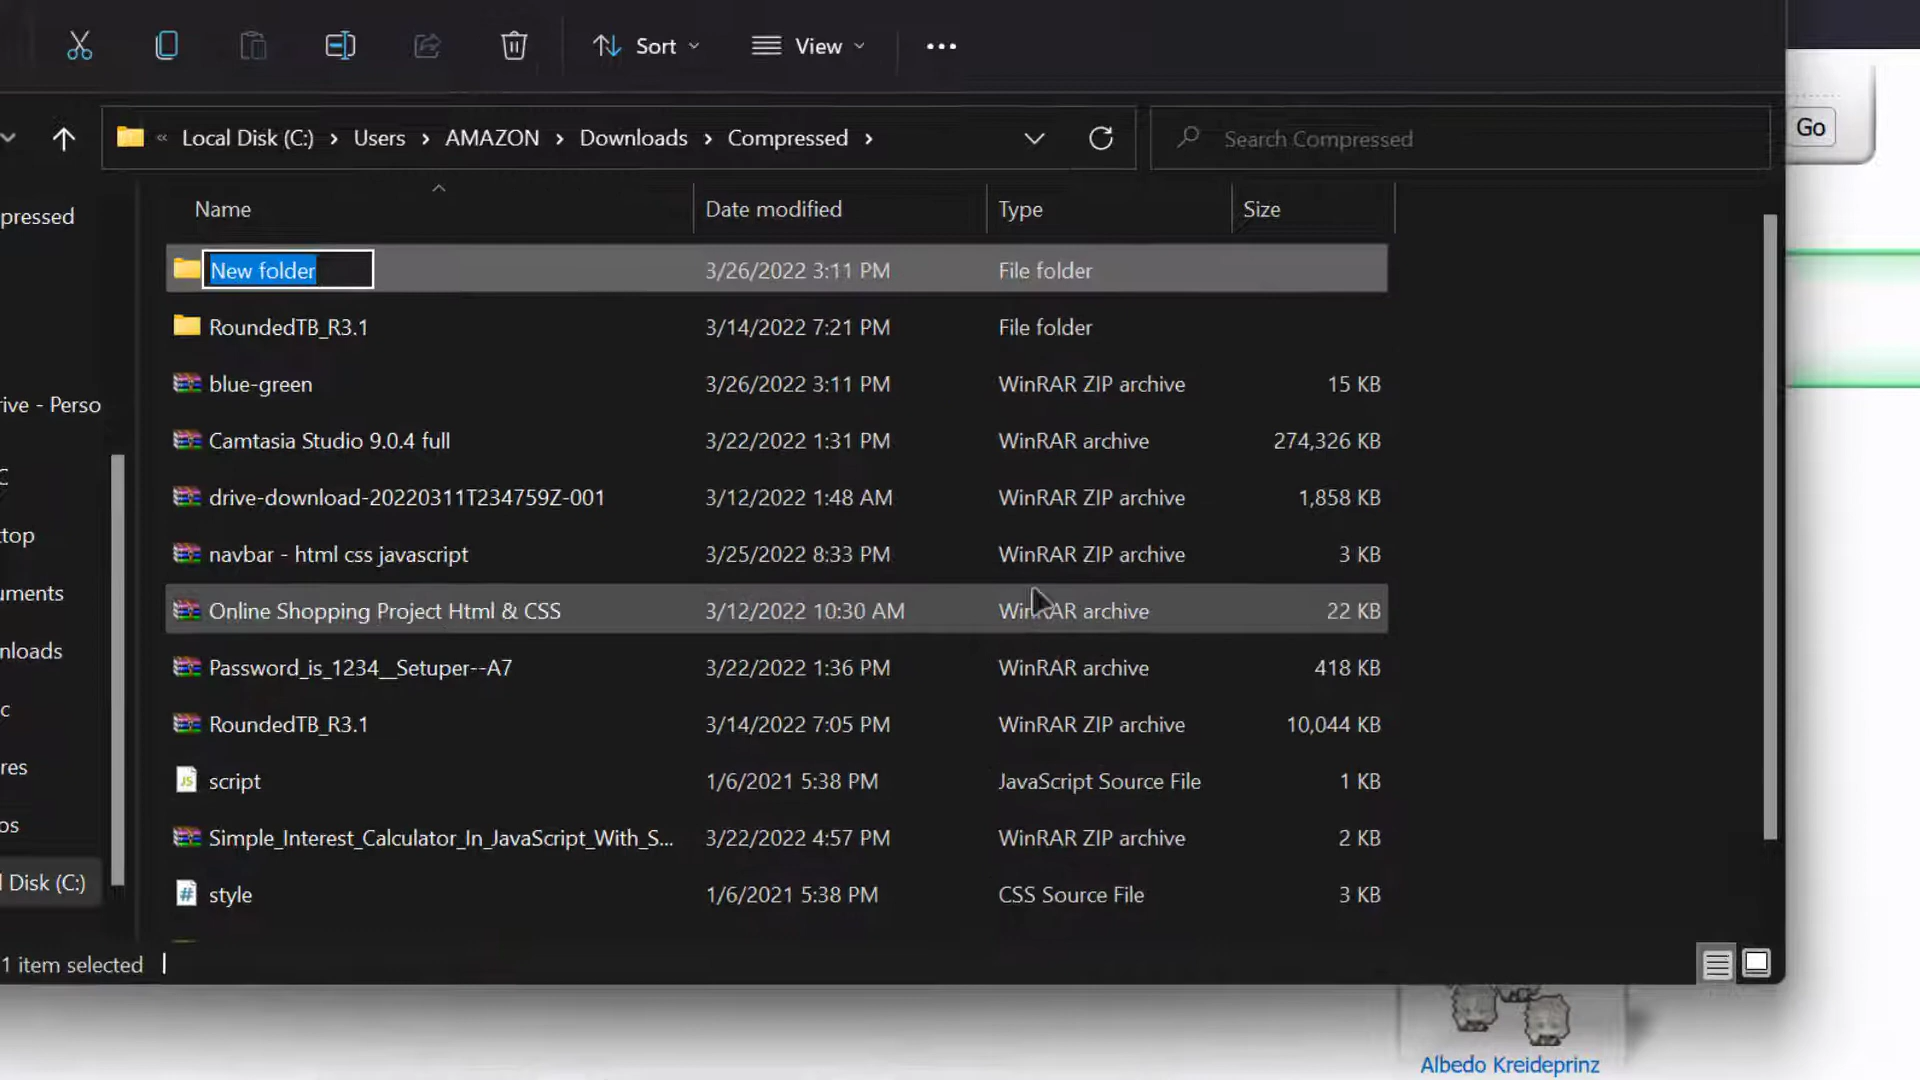 Sort View
« Local Disk (C:) › Users › AMAZON › Downloads › Compressed ›
Search Compressed
Go
Name Date modified Type Size
New folder 3/26/2022 3:11 PM File folder
RoundedTB_R3.1 3/14/2022 7:21 PM File folder
blue-green 3/26/2022 3:11 PM WinRAR ZIP archive 15 KB
Camtasia Studio 9.0.4 full 3/22/2022 1:31 PM WinRAR archive 274,326 KB
drive-download-20220311T234759Z-001 3/12/2022 1:48 AM WinRAR ZIP archive 1,858 KB
navbar - html css javascript 3/25/2022 8:33 PM WinRAR ZIP archive 3 KB
Online Shopping Project Html & CSS 3/12/2022 10:30 AM WinRAR archive 22 KB
Password_is_1234__Setuper--A7 3/22/2022 1:36 PM WinRAR archive 418 KB
RoundedTB_R3.1 3/14/2022 7:05 PM WinRAR ZIP archive 10,044 KB
JS script 1/6/2021 5:38 PM JavaScript Source File 1 KB
Simple_Interest_Calculator_In_JavaScript_With_S... 3/22/2022 4:57 PM WinRAR ZIP archive 2 KB
# style 1/6/2021 5:38 PM CSS Source File 3 KB
pressed
rive - Perso
C
ktop
uments
nloads
ic
res
os
l Disk (C:)
1 item selected
Albedo Kreideprinz